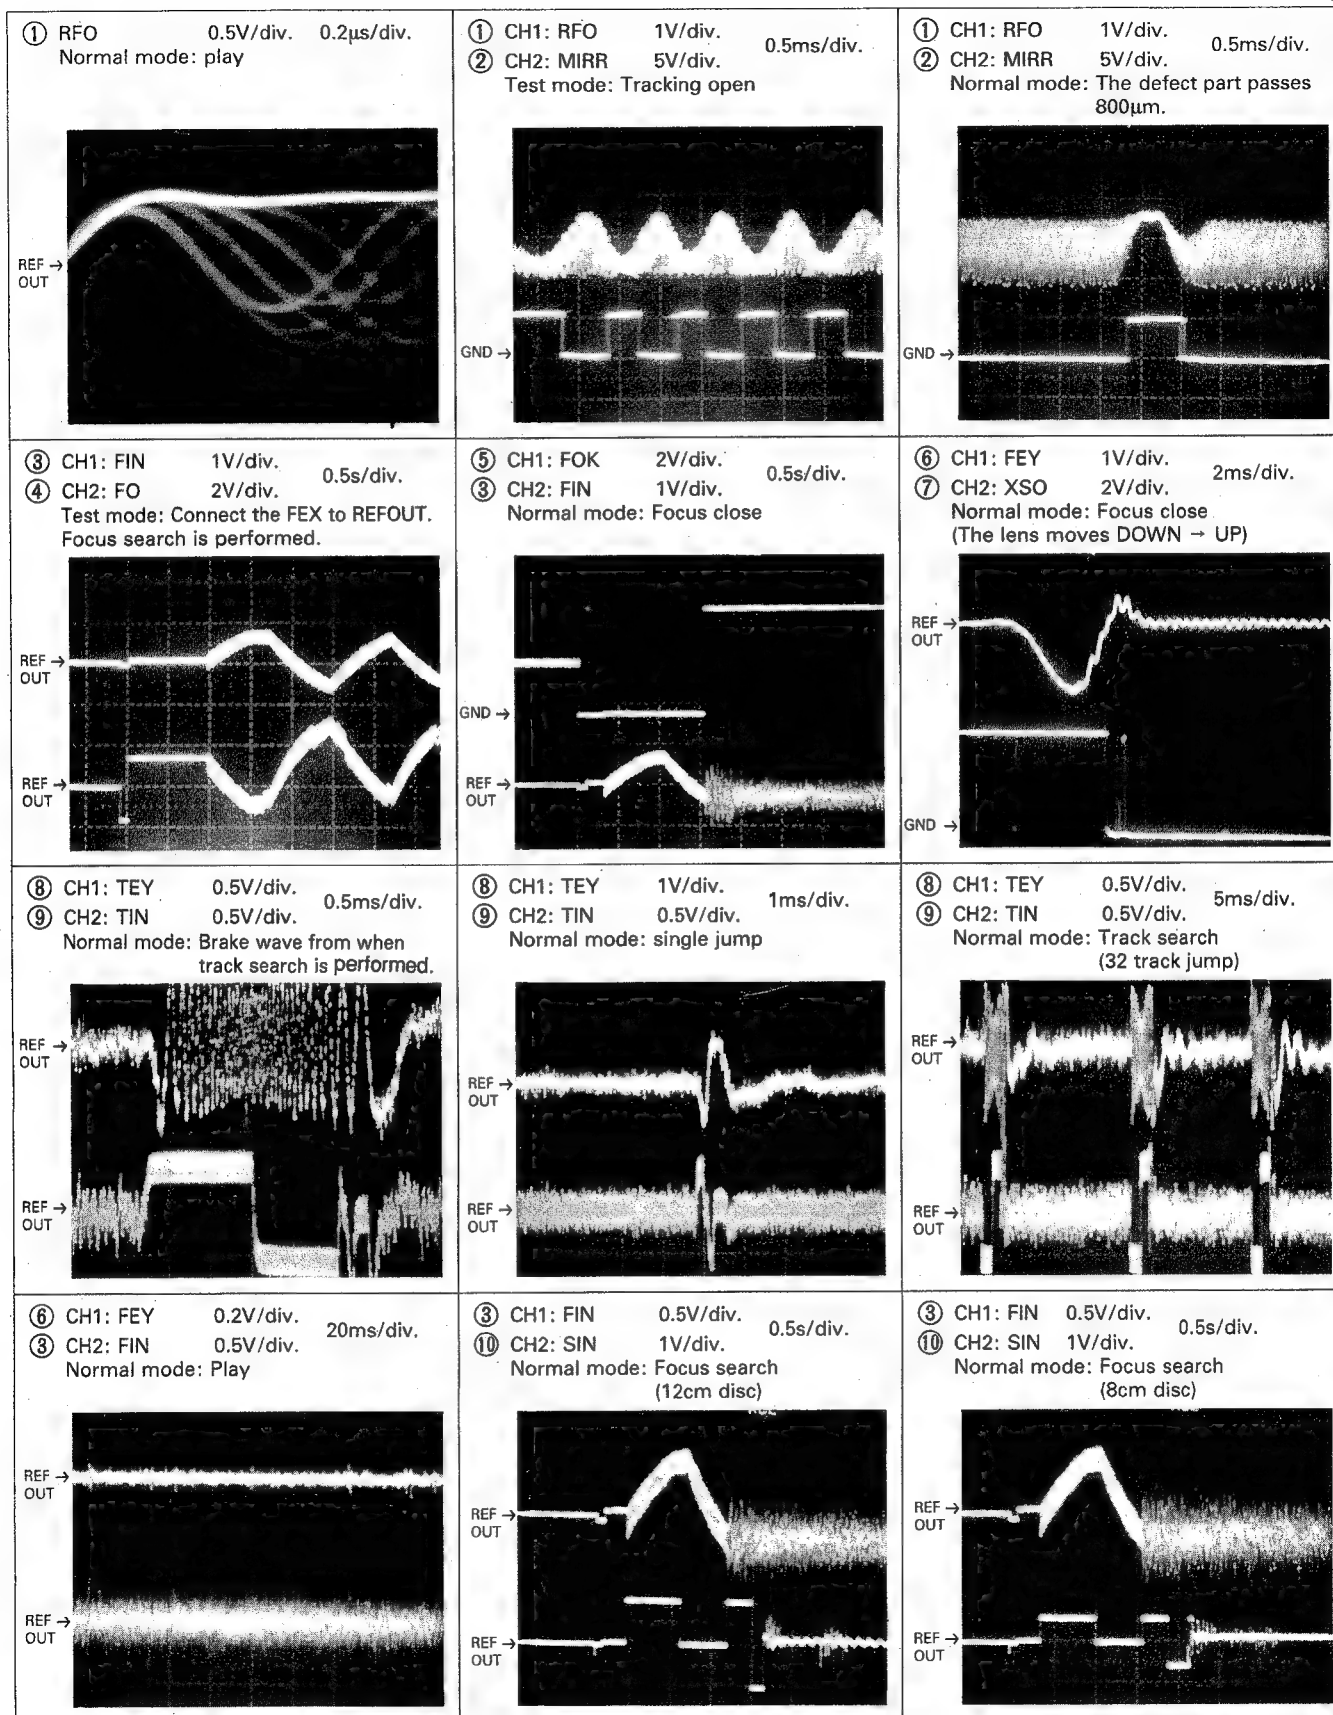 ① RFO 0.5V/div. 0.2µs/div.
Normal mode: play
REF →
OUT
① CH1: RFO 1V/div.
0.5ms/div.
② CH2: MIRR 5V/div.
Test mode: Tracking open
GND →
① CH1: RFO 1V/div.
0.5ms/div.
② CH2: MIRR 5V/div.
Normal mode: The defect part passes
800µm.
GND →
③ CH1: FIN 1V/div.
0.5s/div.
④ CH2: FO 2V/div.
Test mode: Connect the FEX to REFOUT.
Focus search is performed.
REF →
OUT
REF →
OUT
⑤ CH1: FOK 2V/div.
0.5s/div.
③ CH2: FIN 1V/div.
Normal mode: Focus close
GND →
REF →
OUT
⑥ CH1: FEY 1V/div.
2ms/div.
⑦ CH2: XSO 2V/div.
Normal mode: Focus close
(The lens moves DOWN → UP)
REF →
OUT
GND →
⑧ CH1: TEY 0.5V/div.
0.5ms/div.
⑨ CH2: TIN 0.5V/div.
Normal mode: Brake wave from when
track search is performed.
REF →
OUT
REF →
OUT
⑧ CH1: TEY 1V/div.
1ms/div.
⑨ CH2: TIN 0.5V/div.
Normal mode: single jump
REF →
OUT
REF →
OUT
⑧ CH1: TEY 0.5V/div.
5ms/div.
⑨ CH2: TIN 0.5V/div.
Normal mode: Track search
(32 track jump)
REF →
OUT
REF →
OUT
⑥ CH1: FEY 0.2V/div.
20ms/div.
③ CH2: FIN 0.5V/div.
Normal mode: Play
REF →
OUT
REF →
OUT
③ CH1: FIN 0.5V/div.
0.5s/div.
⑩ CH2: SIN 1V/div.
Normal mode: Focus search
(12cm disc)
REF →
OUT
REF →
OUT
③ CH1: FIN 0.5V/div.
0.5s/div.
⑩ CH2: SIN 1V/div.
Normal mode: Focus search
(8cm disc)
REF →
OUT
REF →
OUT